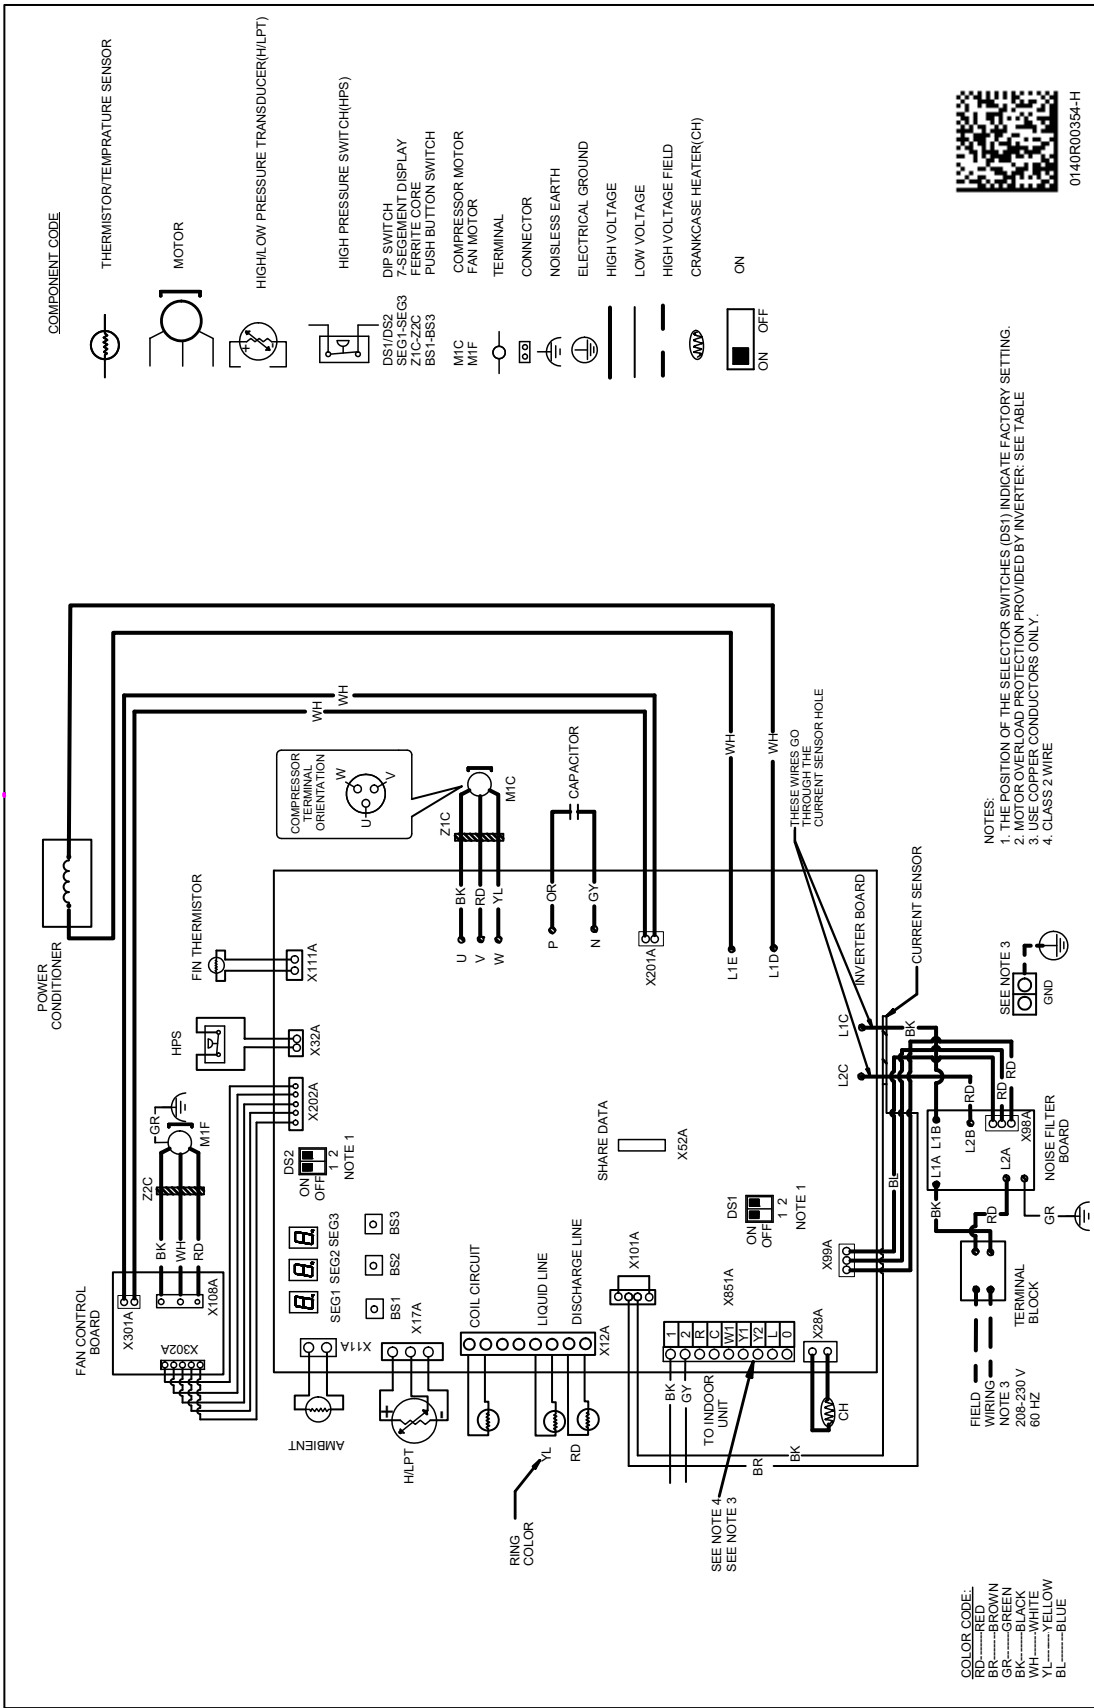 COMPONENT CODE
THERMISTOR/TEMPRATURE SENSOR
MOTOR
HIGH/LOW PRESSURE TRANSDUCER(H/LPT)
HIGH PRESSURE SWITCH(HPS)
DS1/DS2 DIP SWITCH
SEG1-SEG3 7-SEGEMENT DISPLAY
Z1C-Z2C FERRITE CORE
BS1-BS3 PUSH BUTTON SWITCH
M1C COMPRESSOR MOTOR
M1F FAN MOTOR
TERMINAL
CONNECTOR
NOISLESS EARTH
ELECTRICAL GROUND
HIGH VOLTAGE
LOW VOLTAGE
HIGH VOLTAGE FIELD
CRANKCASE HEATER(CH)
ON
ON OFF
0140R00354-H
POWER
CONDITIONER
FIN THERMISTOR
X111A
HPS
X32A
X202A
GR
M1F
Z2C
BK
WH
RD
X108A
FAN CONTROL
BOARD
X301A
X302A
WH
WH
COMPRESSOR
TERMINAL
ORIENTATION
U
W
V
M1C
Z1C
U BK
V RD
W YL
P OR
N GY
CAPACITOR
X201A
L1E WH
L1D WH
THESE WIRES GO
THROUGH THE
CURRENT SENSOR HOLE
INVERTER BOARD
CURRENT SENSOR
DS2
ON
OFF
1 2
NOTE 1
SEG1 SEG2 SEG3
8. 8. 8.
BS1 BS2 BS3
X11A
AMBIENT
X17A
+
-
H/LPT
COIL CIRCUIT
LIQUID LINE
DISCHARGE LINE
X12A
YL
RD
RING
COLOR
SHARE DATA
X52A
DS1
ON
OFF
1 2
NOTE 1
X101A
X851A
1
2
R
C
W1
Y1
Y2
L
0
BK
GY
TO INDOOR
UNIT
SEE NOTE 4
SEE NOTE 3
BR
BK
X28A
CH
X99A
L1C
L2C
BK
BL
RD
RD
RD
L1A L1B
L2B
L2A
X98A
NOISE FILTER
BOARD
BK
RD
GR
TERMINAL
BLOCK
FIELD
WIRING
NOTE 3
208-230 V
60 HZ
SEE NOTE 3
GND
NOTES:
1. THE POSITION OF THE SELECTOR SWITCHES (DS1) INDICATE FACTORY SETTING.
2. MOTOR OVERLOAD PROTECTION PROVIDED BY INVERTER: SEE TABLE
3. USE COPPER CONDUCTORS ONLY.
4. CLASS 2 WIRE
COLOR CODE:
RD-------RED
BR-------BROWN
GR-------GREEN
BK-------BLACK
WH-------WHITE
YL-------YELLOW
BL-------BLUE